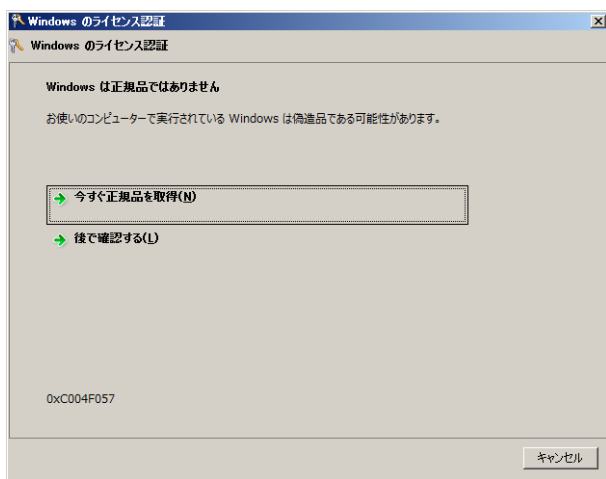 Windows のライセンス認証
Windows のライセンス認証
Windows は正規品ではありません
お使いのコンピューターで実行されている Windows は偽造品である可能性があります。
今すぐ正規品を取得(N)
後で確認する(L)
0xC004F057
キャンセル